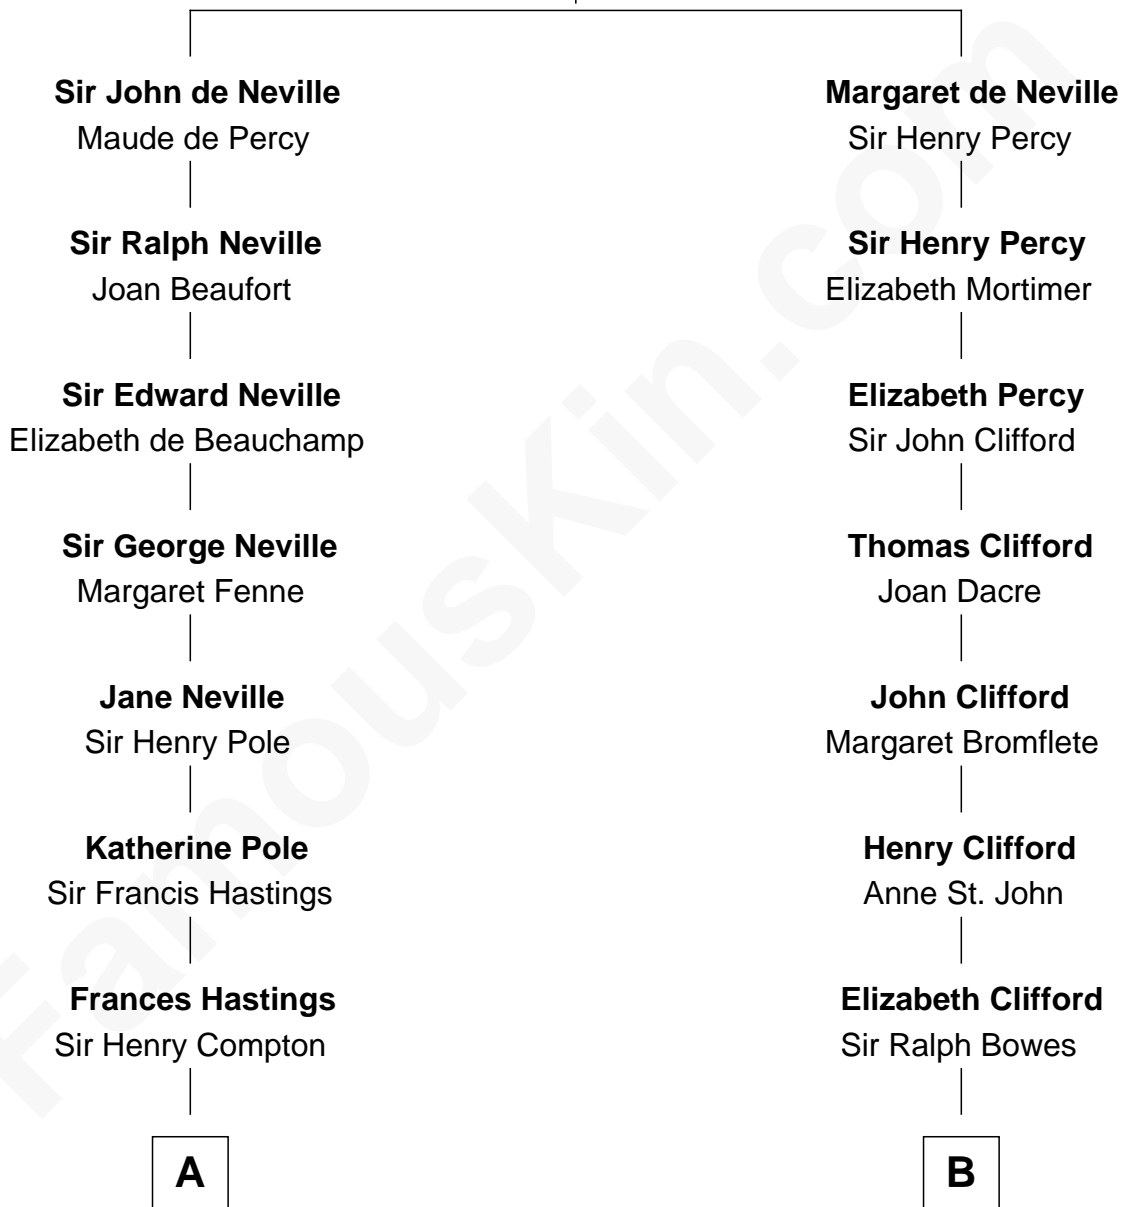 Sir John de Neville
Maude de Percy
Margaret de Neville
Sir Henry Percy
Sir Ralph Neville
Joan Beaufort
Sir Henry Percy
Elizabeth Mortimer
Sir Edward Neville
Elizabeth de Beauchamp
Elizabeth Percy
Sir John Clifford
Sir George Neville
Margaret Fenne
Thomas Clifford
Joan Dacre
Jane Neville
Sir Henry Pole
John Clifford
Margaret Bromflete
Katherine Pole
Sir Francis Hastings
Henry Clifford
Anne St. John
Frances Hastings
Sir Henry Compton
Elizabeth Clifford
Sir Ralph Bowes
A
B
FamousKin.com